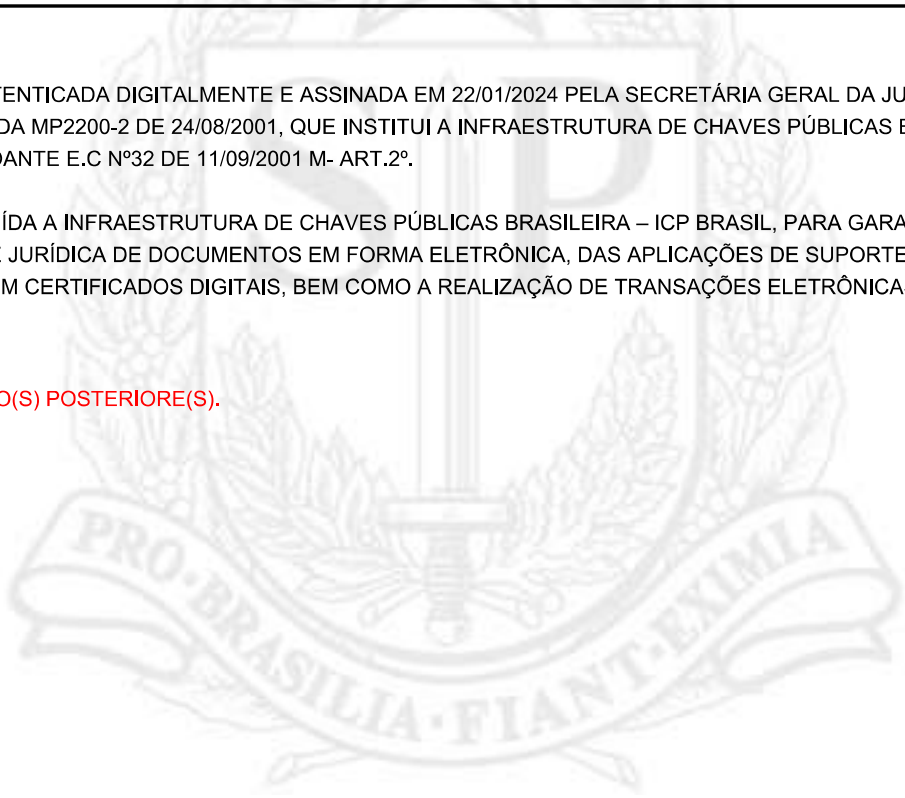 TENTICADA DIGITALMENTE E ASSINADA EM 22/01/2024 PELA SECRETÁRIA GERAL DA JU
DA MP2200-2 DE 24/08/2001, QUE INSTITUI A INFRAESTRUTURA DE CHAVES PÚBLICAS
DANTE E.C Nº32 DE 11/09/2001 M- ART.2º.
ÍDA A INFRAESTRUTURA DE CHAVES PÚBLICAS BRASILEIRA – ICP BRASIL, PARA GARA
E JURÍDICA DE DOCUMENTOS EM FORMA ELETRÔNICA, DAS APLICAÇÕES DE SUPORTE
M CERTIFICADOS DIGITAIS, BEM COMO A REALIZAÇÃO DE TRANSAÇÕES ELETRÔNICA
O(S) POSTERIORE(S).
S P
PRO·BRASILIA·FIANT·EXIMIA